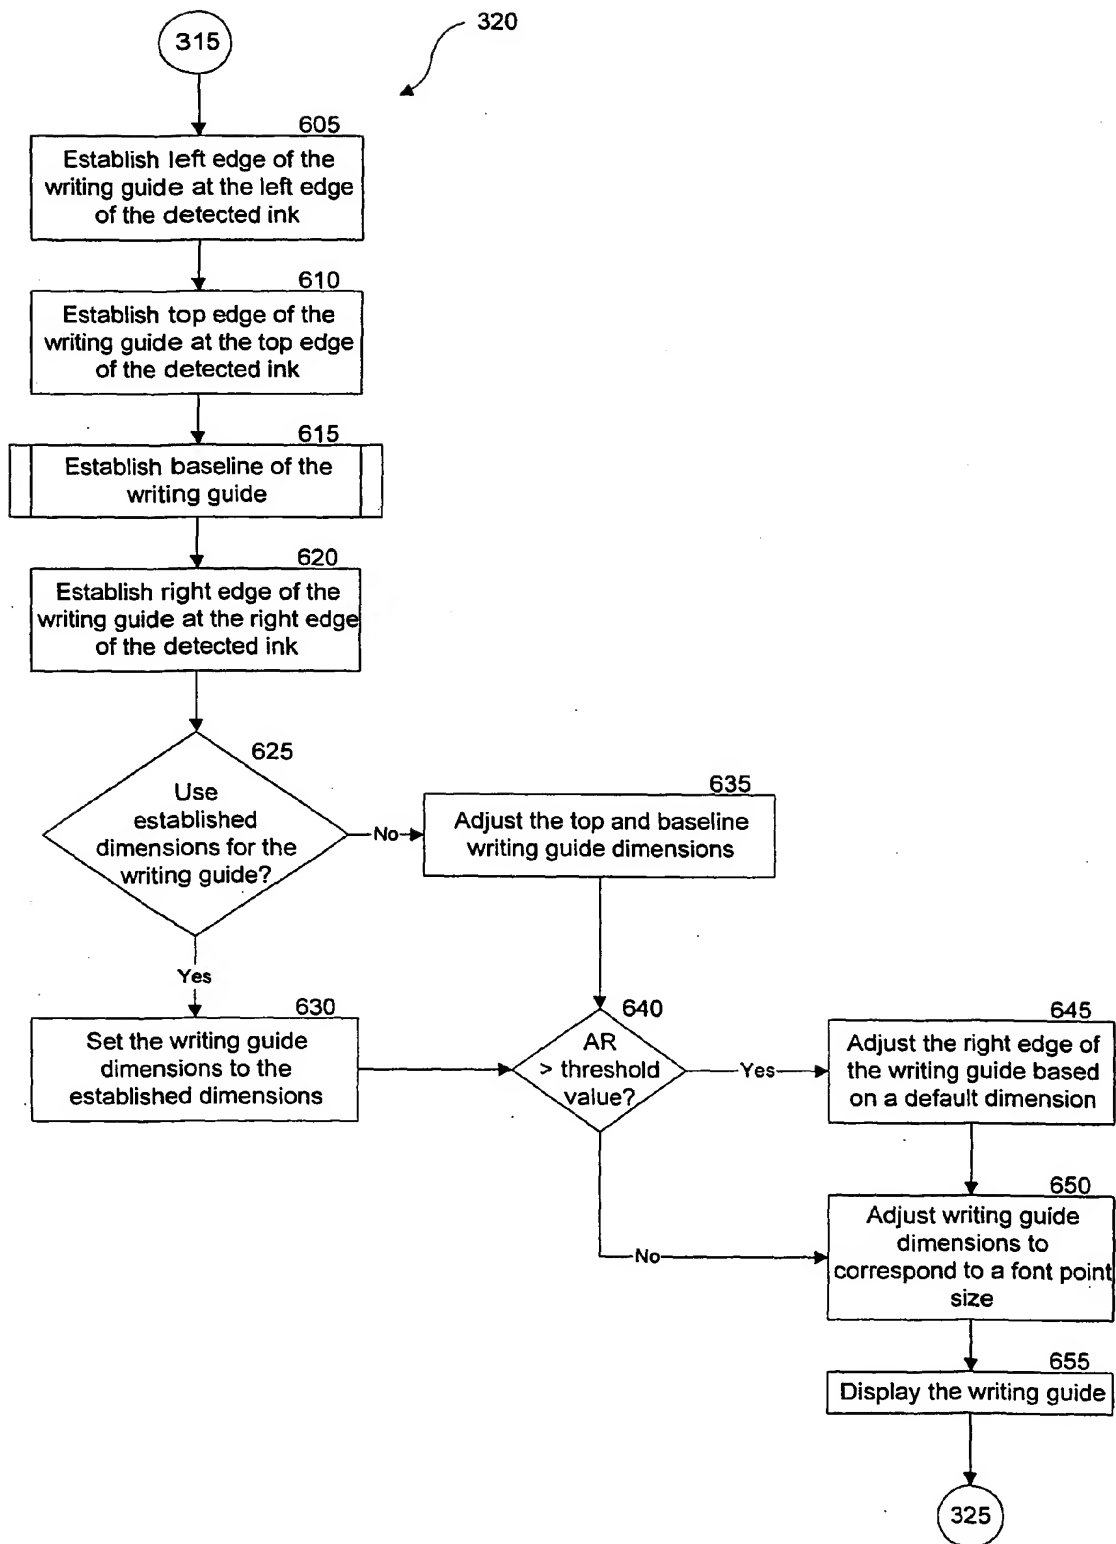 315
320
605
Establish left edge of the
writing guide at the left edge
of the detected ink
610
Establish top edge of the
writing guide at the top edge
of the detected ink
615
Establish baseline of the
writing guide
620
Establish right edge of the
writing guide at the right edge
of the detected ink
625
Use
established
dimensions for the
writing guide?
No
635
Adjust the top and baseline
writing guide dimensions
Yes
630
Set the writing guide
dimensions to the
established dimensions
640
AR
> threshold
value?
Yes
645
Adjust the right edge of
the writing guide based
on a default dimension
No
650
Adjust writing guide
dimensions to
correspond to a font point
size
655
Display the writing guide
325